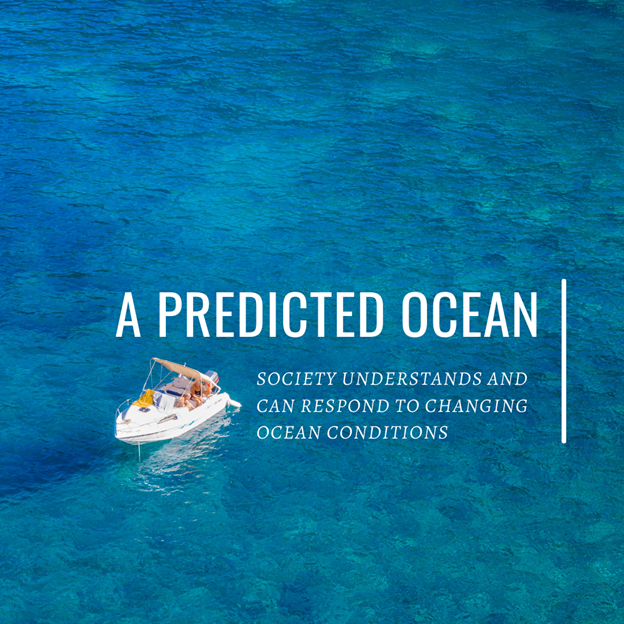 A PREDICTED OCEAN
SOCIETY UNDERSTANDS AND
CAN RESPOND TO CHANGING
OCEAN CONDITIONS